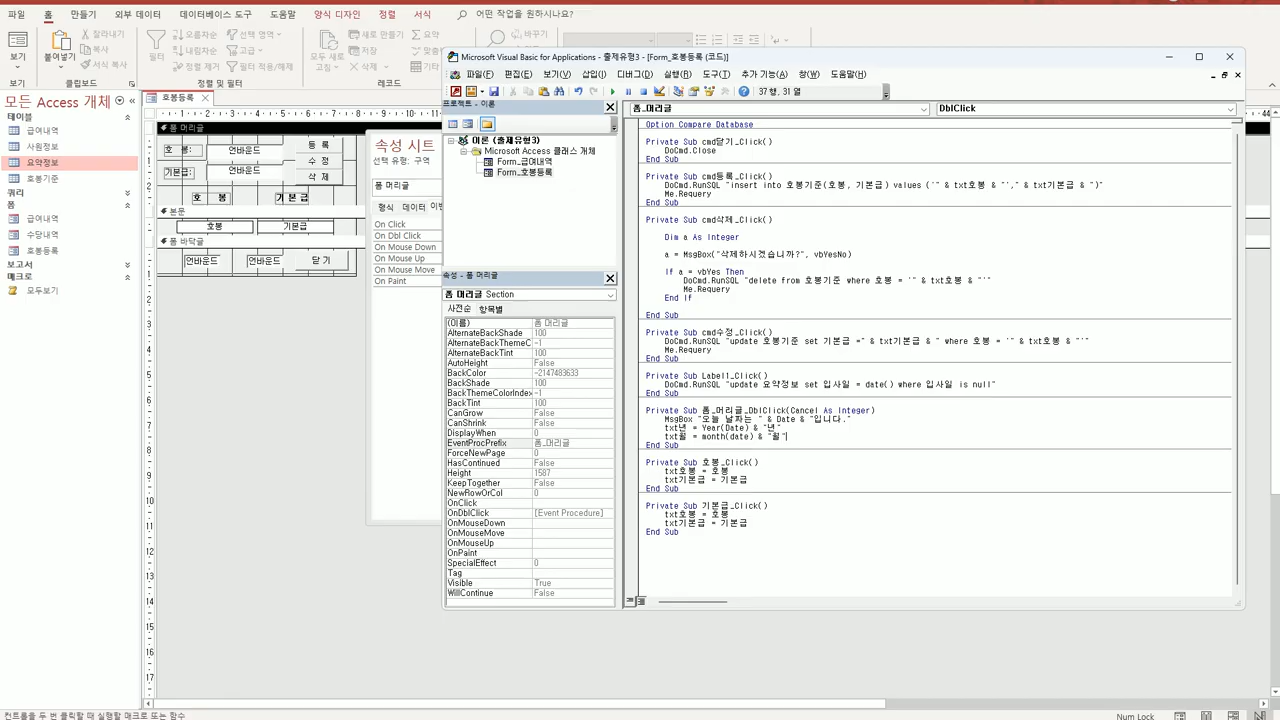 파일 홈 만들기 외부 데이터 데이터베이스 도구 도움말 양식 디자인 정렬 서식 어떤 작업을 원하시나요?
보기
붙여넣기
잘라내기
복사
서식 복사
클립보드
필터
오름차순
내림차순
정렬 제거
선택 영역
고급
필터 적용/해제
정렬 및 필터
모두 새로 고침
새로 만들기
저장
삭제
요약
레코드
모든 Access 개체
테이블
급여내역
사원정보
요약정보
호봉기준
쿼리
폼
급여내역
수당내역
호봉등록
보고서
매크로
모두보기
호봉등록
폼 머리글
호 봉: 언바운드 등 록
수 정
기본급: 언바운드
삭 제
호 봉 기 본 급
본문
호봉 기본급
폼 바닥글
언바운드 언바운드 닫 기
속성 시트
선택 유형: 구역
폼 머리글
형식 데이터
On Click
On Dbl Click
On Mouse Down
On Mouse Up
On Mouse Move
On Paint
Microsoft Visual Basic for Applications - 출제유형3 - [Form_호봉등록 (코드)]
파일(F) 편집(E) 보기(V) 삽입(I) 디버그(D) 실행(R) 도구(T) 추가 기능(A) 창(W) 도움말(H)
37 행, 31 열
프로젝트 - 이론
이론 (출제유형3)
Microsoft Access 클래스 개체
Form_급여내역
Form_호봉등록
속성 - 폼 머리글
폼 머리글 Section
사전순 항목별
(이름) 폼 머리글
AlternateBackShade 100
AlternateBackThemeC -1
AlternateBackTint 100
AutoHeight False
BackColor -2147483633
BackShade 100
BackThemeColorIndex -1
BackTint 100
CanGrow False
CanShrink False
DisplayWhen 0
EventProcPrefix 폼_머리글
ForceNewPage 0
HasContinued False
Height 1587
KeepTogether False
NewRowOrCol 0
OnClick
OnDblClick [Event Procedure]
OnMouseDown
OnMouseMove
OnMouseUp
OnPaint
SpecialEffect 0
Tag
Visible True
WillContinue False
폼_머리글 DblClick
Option Compare Database
Private Sub cmd닫기_Click()
DoCmd.Close
End Sub
Private Sub cmd등록_Click()
DoCmd.RunSQL "insert into 호봉기준(호봉, 기본급) values ('" & txt호봉 & "'," & txt기본급 & ")"
Me.Requery
End Sub
Private Sub cmd삭제_Click()
Dim a As Integer
a = MsgBox("삭제하시겠습니까?", vbYesNo)
If a = vbYes Then
DoCmd.RunSQL "delete from 호봉기준 where 호봉 = '" & txt호봉 & "'"
Me.Requery
End If
End Sub
Private Sub cmd수정_Click()
DoCmd.RunSQL "update 호봉기준 set 기본급 =" & txt기본급 & " where 호봉 = '" & txt호봉 & "'"
Me.Requery
End Sub
Private Sub Label1_Click()
DoCmd.RunSQL "update 요약정보 set 입사일 = date() where 입사일 is null"
End Sub
Private Sub 폼_머리글_DblClick(Cancel As Integer)
MsgBox "오늘 날짜는 " & Date & "입니다."
txt년 = Year(Date) & "년"
txt월 = month(date) & "월"
End Sub
Private Sub 호봉_Click()
txt호봉 = 호봉
txt기본급 = 기본급
End Sub
Private Sub 기본급_Click()
txt호봉 = 호봉
txt기본급 = 기본급
End Sub
컨트롤을 두 번 클릭할 때 실행할 매크로 또는 함수
Num Lock